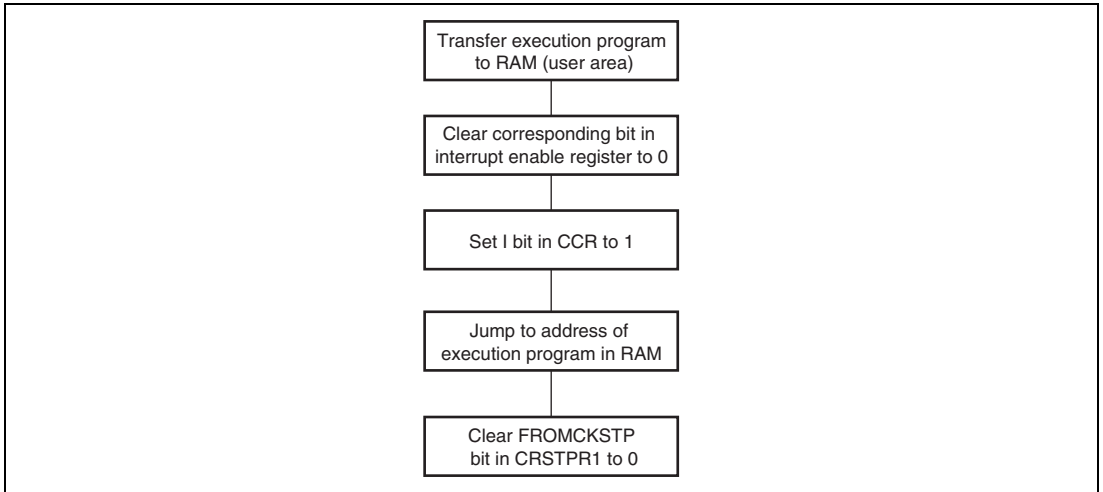 Transfer execution program
to RAM (user area)
Clear corresponding bit in
interrupt enable register to 0
Set I bit in CCR to 1
Jump to address of
execution program in RAM
Clear FROMCKSTP
bit in CRSTPR1 to 0